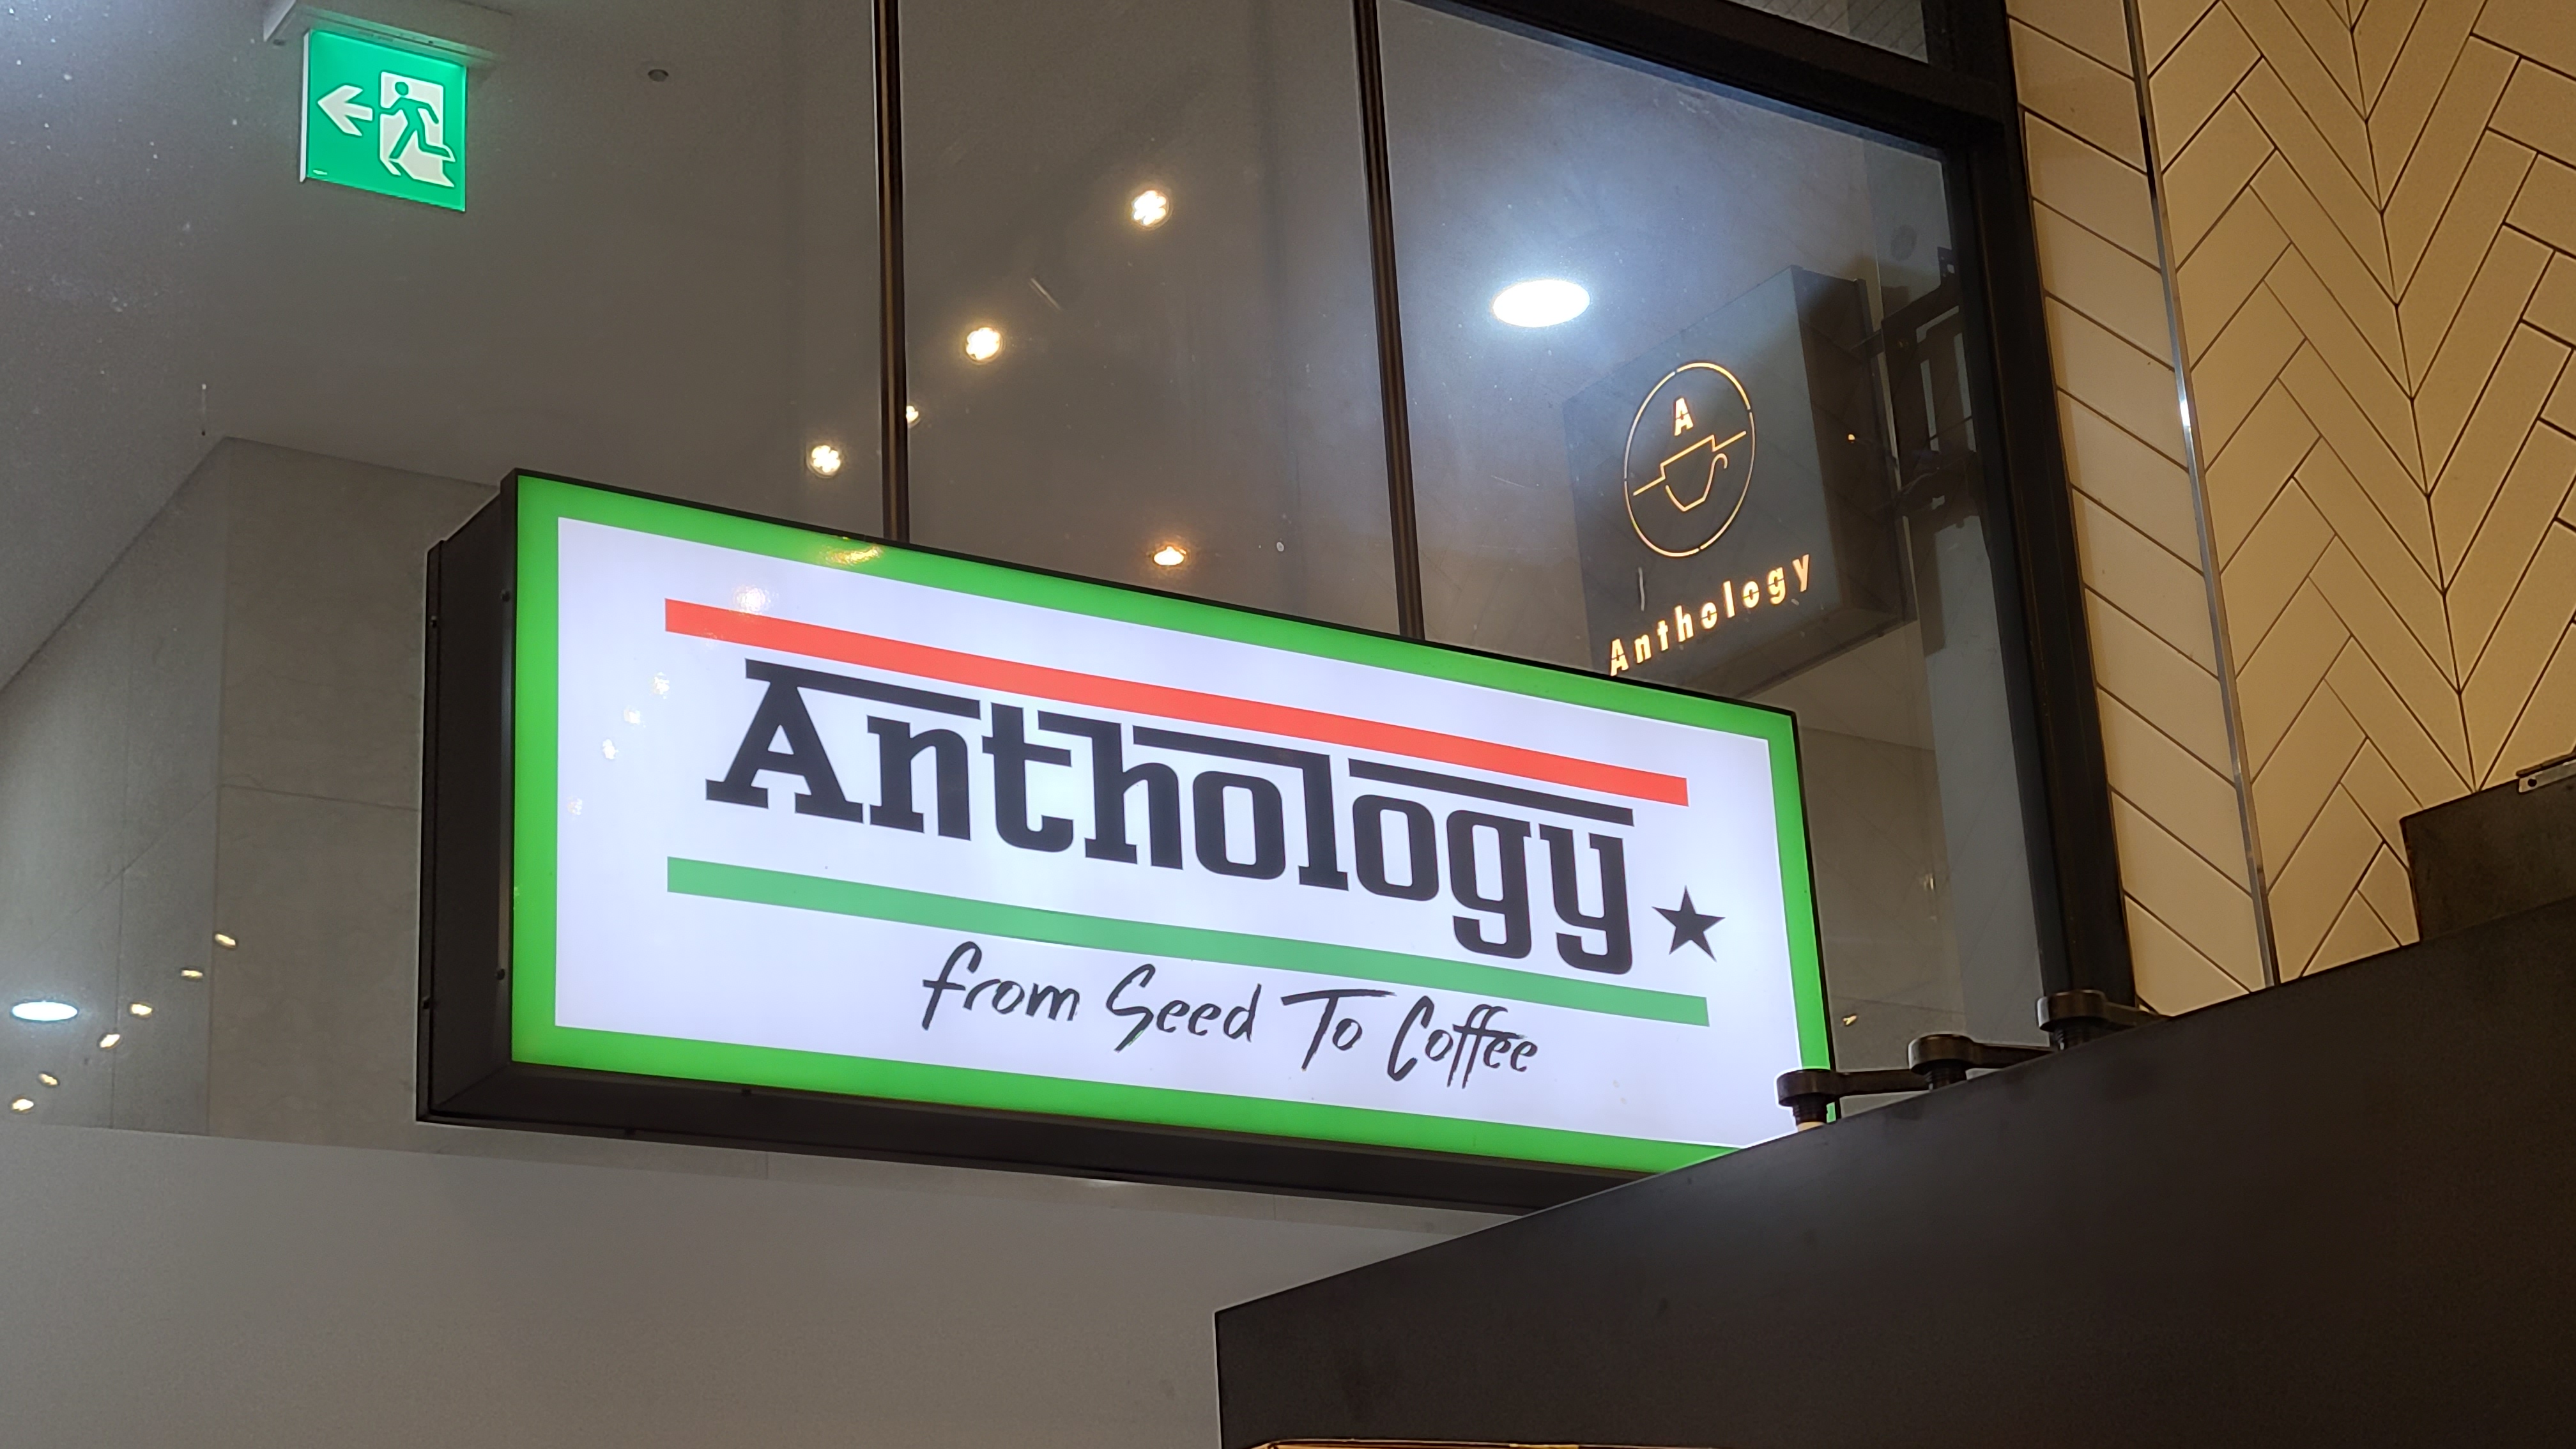 A
Anthology
Anthology
from Seed To Coffee